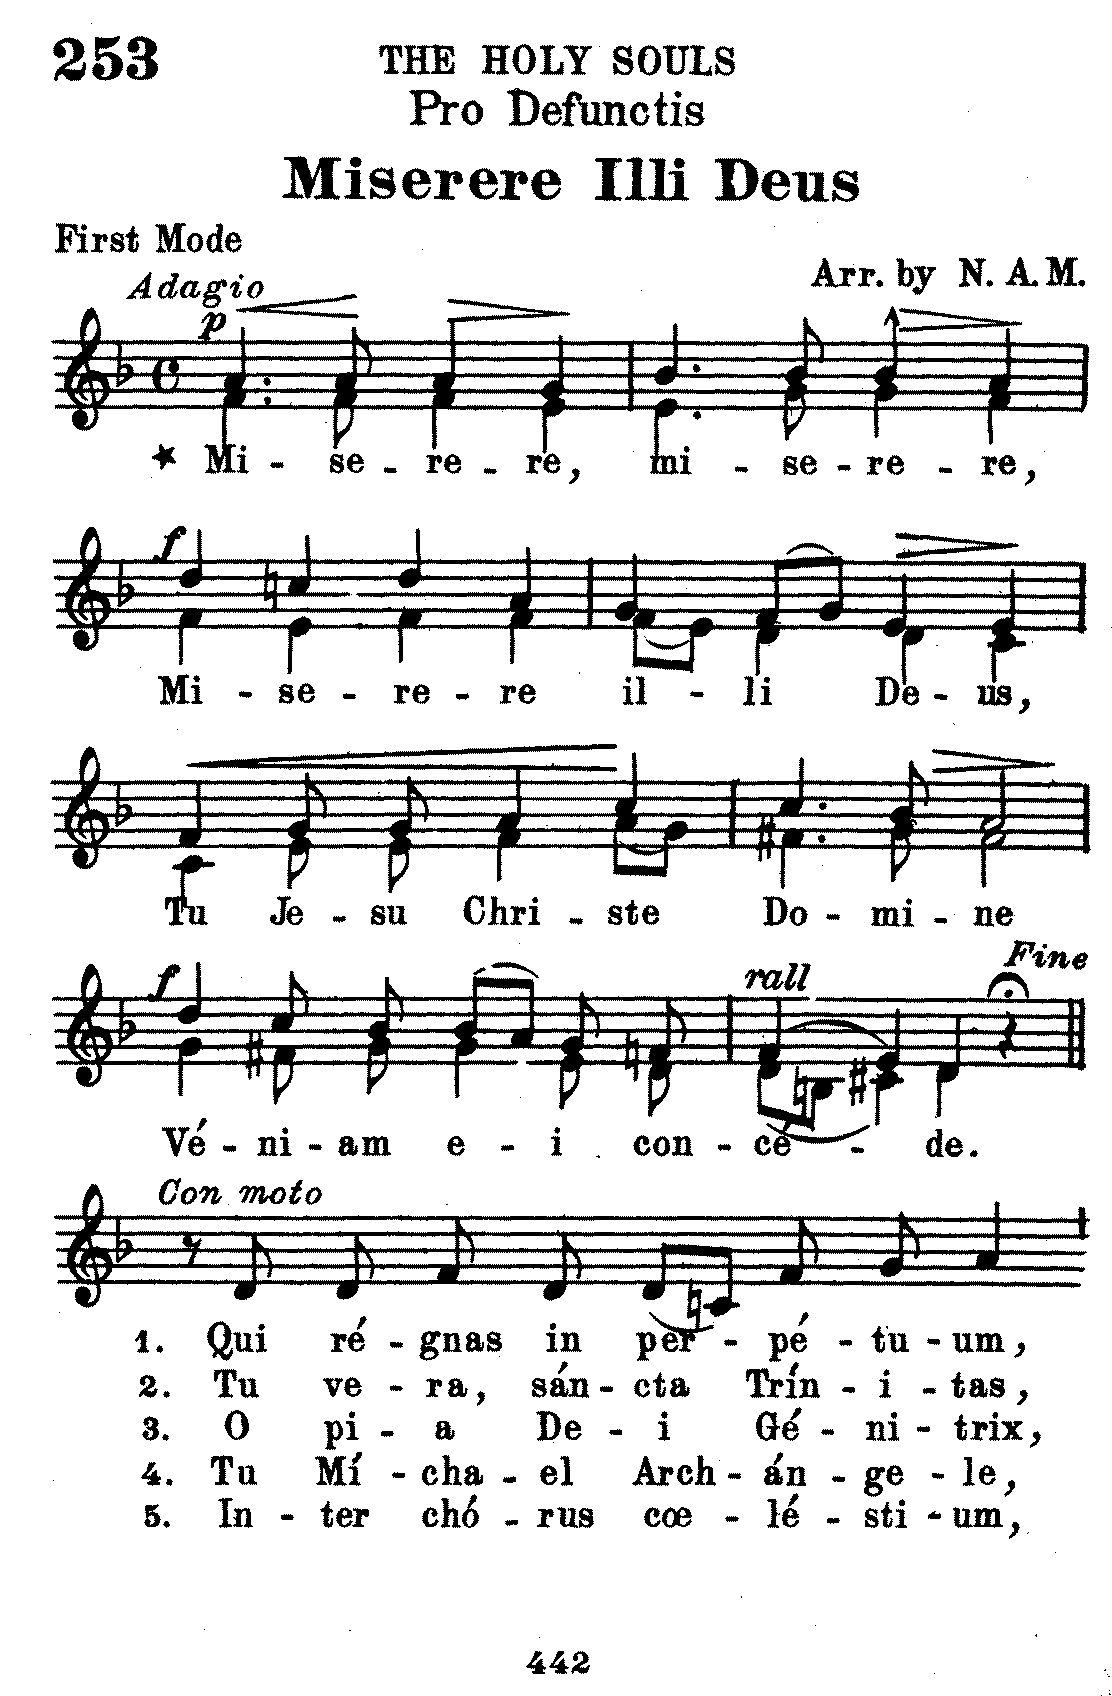 253
THE HOLY SOULS
Pro Defunctis
Miserere Illi Deus
First Mode
Arr. by N. A. M.
Adagio
p
★ Mi - se - re - re, mi - se - re - re,
f
Mi - se - re - re il - li De - us,
Tu Je - su Chri - ste Do - mi - ne
Fine
f rall
Vé - ni - am e - i con - cé - de.
Con moto
1. Qui ré - gnas in per - pé - tu - um,
2. Tu ve - ra, sán - cta Trín - i - tas,
3. O pi - a De - i Gé - ni - trix,
4. Tu Mí - cha - el Arch - án - ge - le,
5. In - ter chó - rus cœ - lé - sti - um,
442